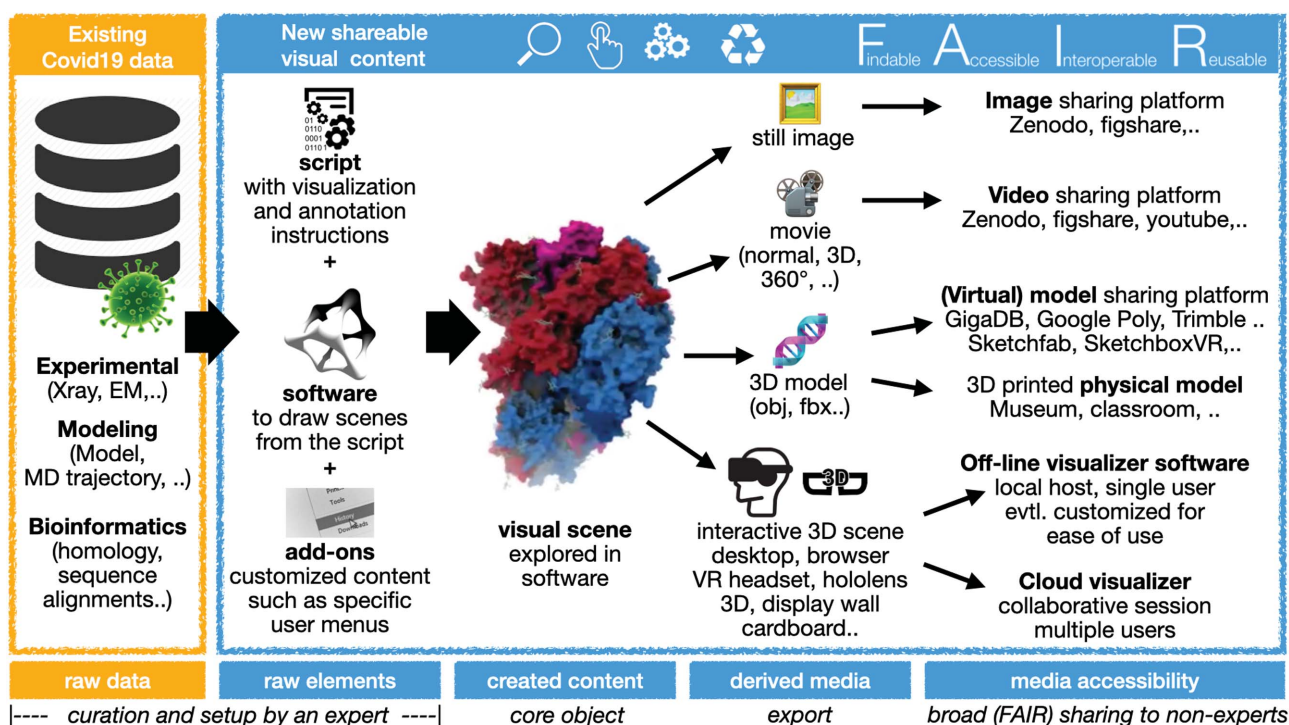 Existing
Covid19 data
New shareable
visual content
Findable Accessible Interoperable Reusable
01
0110
0001
01101
script
with visualization
and annotation
instructions
+
software
to draw scenes
from the script
+
Tools
History
add-ons
customized content
such as specific
user menus
Experimental
(Xray, EM,..)
Modeling
(Model,
MD trajectory, ..)
Bioinformatics
(homology,
sequence
alignments..)
visual scene
explored in
software
still image
movie
(normal, 3D,
360°, ..)
3D model
(obj, fbx..)
3D
interactive 3D scene
desktop, browser
VR headset, hololens
3D, display wall
cardboard..
Image sharing platform
Zenodo, figshare,..
Video sharing platform
Zenodo, figshare, youtube,..
(Virtual) model sharing platform
GigaDB, Google Poly, Trimble ..
Sketchfab, SketchboxVR,..
3D printed physical model
Museum, classroom, ..
Off-line visualizer software
local host, single user
evtl. customized for
ease of use
Cloud visualizer
collaborative session
multiple users
raw data
raw elements
created content
derived media
media accessibility
|---- curation and setup by an expert ----|
core object
export
broad (FAIR) sharing to non-experts